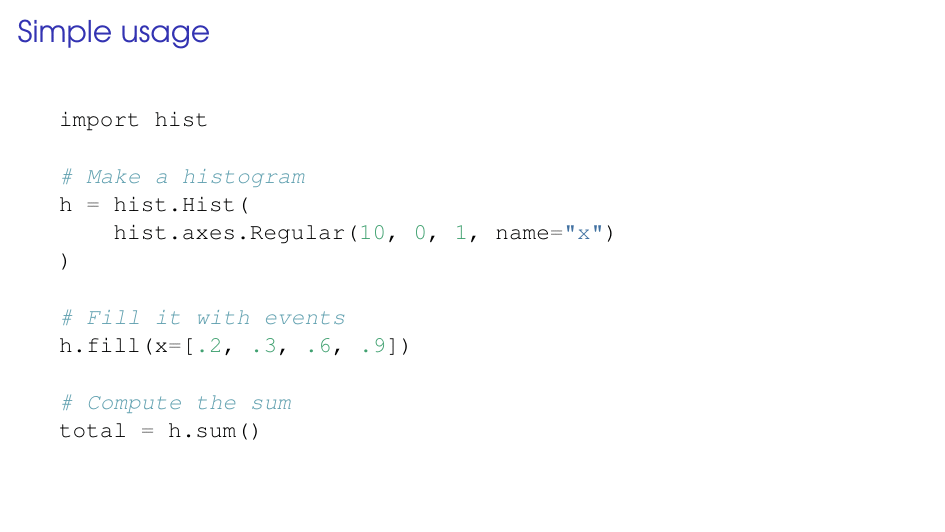 Simple usage
import hist
# Make a histogram
h = hist.Hist(
    hist.axes.Regular(10, 0, 1, name="x")
)
# Fill it with events
h.fill(x=[.2, .3, .6, .9])
# Compute the sum
total = h.sum()